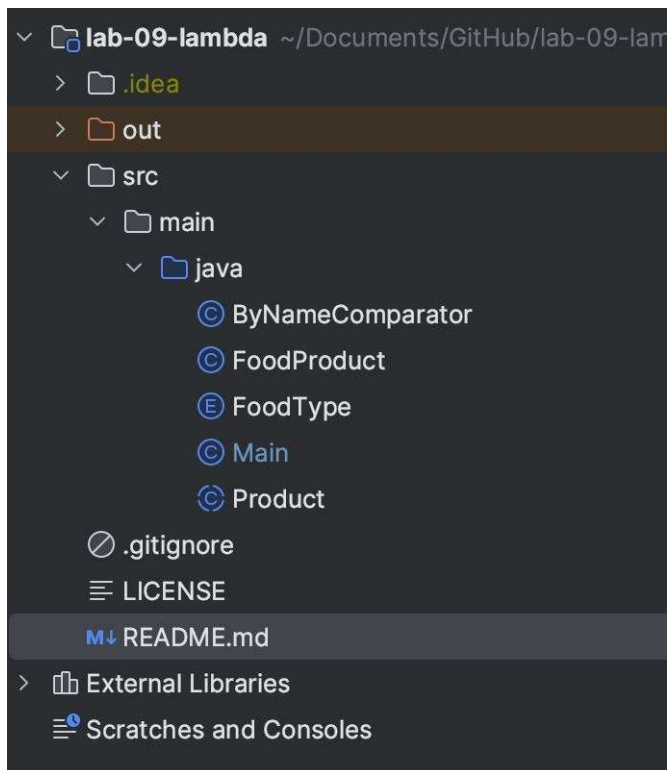 lab-09-lambda ~/Documents/GitHub/lab-09-lam
.idea
out
src
main
java
C ByNameComparator
C FoodProduct
E FoodType
C Main
C Product
.gitignore
LICENSE
M↓ README.md
External Libraries
Scratches and Consoles